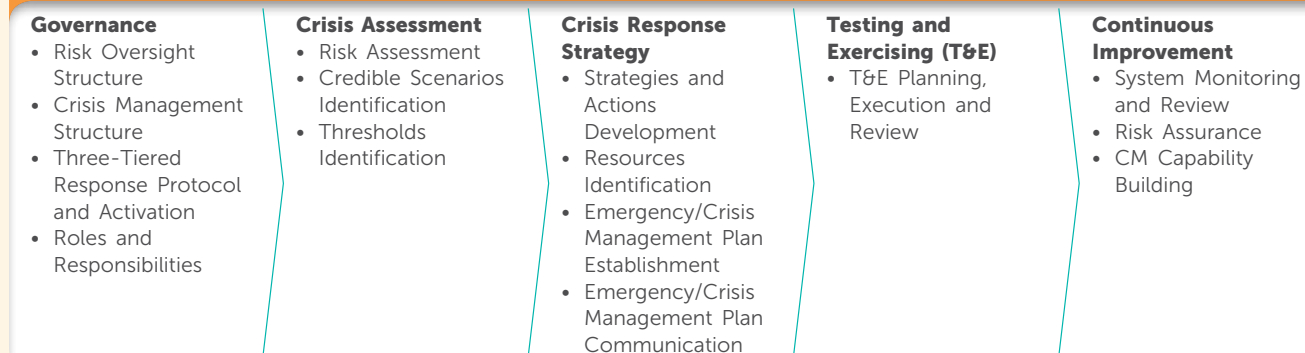 Governance
• Risk Oversight
Structure
• Crisis Management
Structure
• Three-Tiered
Response Protocol
and Activation
• Roles and
Responsibilities
Crisis Assessment
• Risk Assessment
• Credible Scenarios
Identification
• Thresholds
Identification
Crisis Response
Strategy
• Strategies and
Actions
Development
• Resources
Identification
• Emergency/Crisis
Management Plan
Establishment
• Emergency/Crisis
Management Plan
Communication
Testing and
Exercising (T&E)
• T&E Planning,
Execution and
Review
Continuous
Improvement
• System Monitoring
and Review
• Risk Assurance
• CM Capability
Building